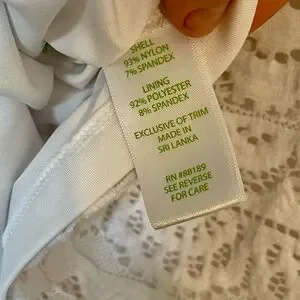 SHELL
93% NYLON
7% SPANDEX
LINING
92% POLYESTER
8% SPANDEX
EXCLUSIVE OF TRIM
MADE IN
SRI LANKA
RN #88189
SEE REVERSE
FOR CARE